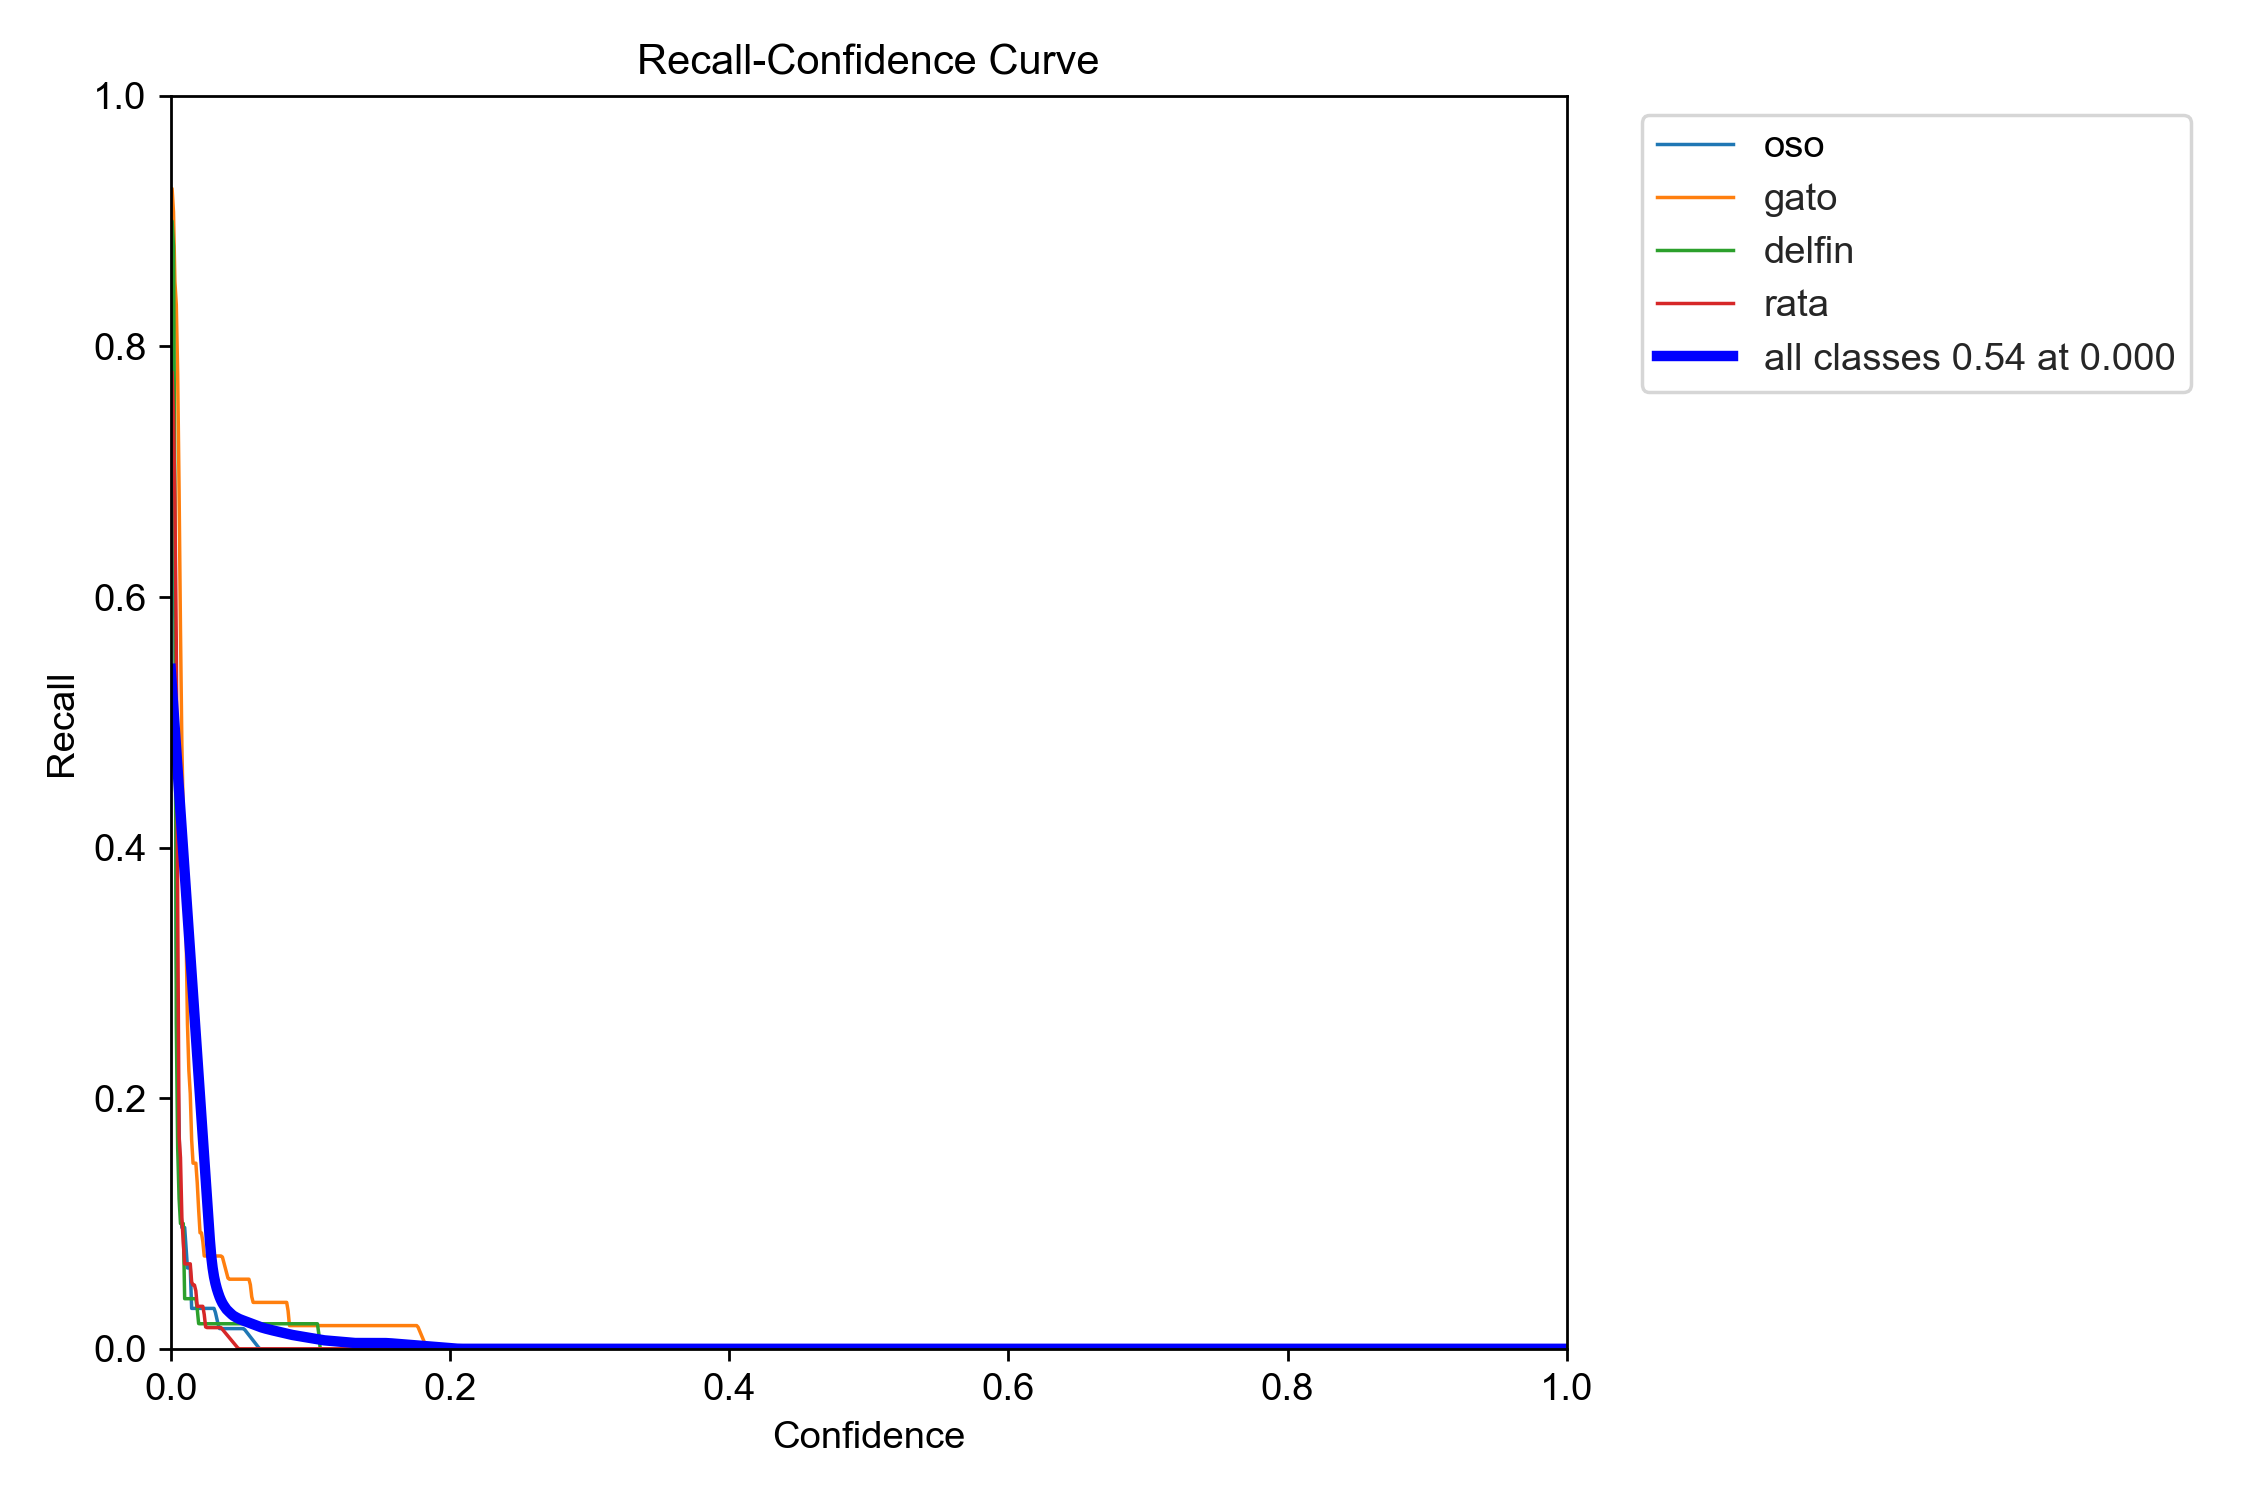 Recall-Confidence Curve
1.0
0.8
0.6
0.4
0.2
0.0
Recall
0.0 0.2 0.4 0.6 0.8 1.0
Confidence
oso
gato
delfin
rata
all classes 0.54 at 0.000